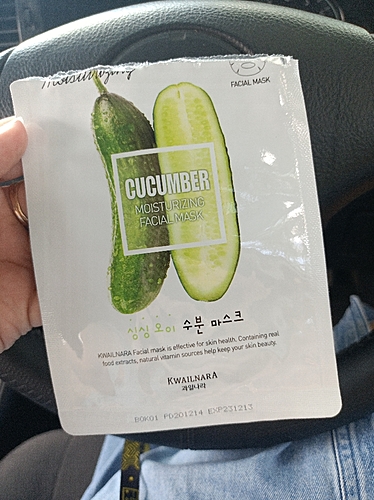 Moisturizing
FACIAL MASK
CUCUMBER
MOISTURIZING
FACIAL MASK
싱싱 오이 수분 마스크
KWAILNARA Facial mask is effective for skin health. Containing real
food extracts, natural vitamin sources help keep your skin beauty.
KWAILNARA
과일나라
BOK01 PD201214 EXP231213